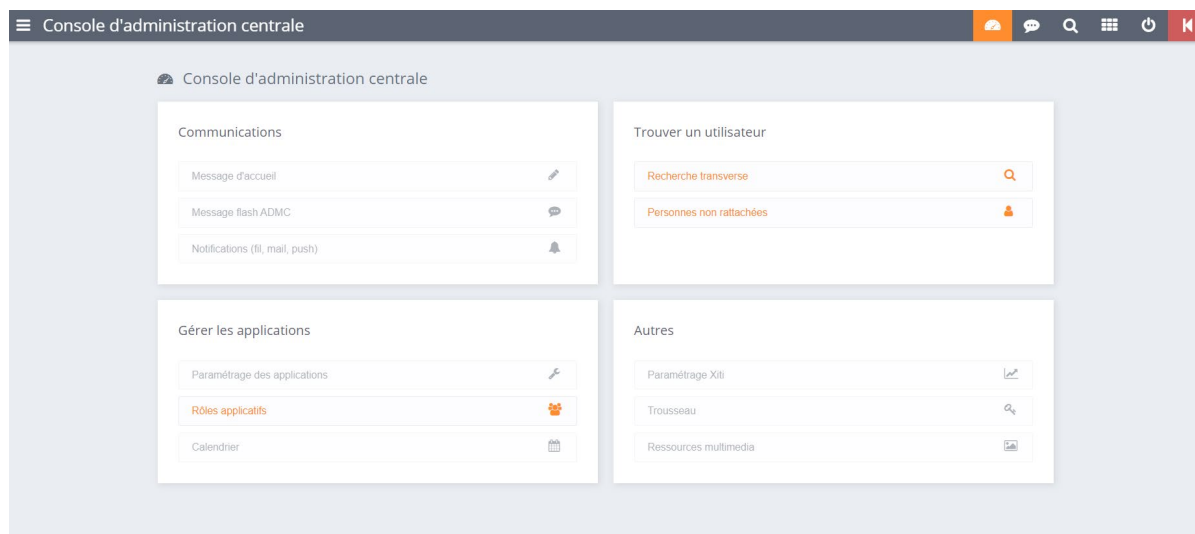 Console d'administration centrale
Console d'administration centrale
Communications
Message d'accueil
Message flash ADMC
Notifications (fil, mail, push)
Trouver un utilisateur
Recherche transverse
Personnes non rattachées
Gérer les applications
Paramétrage des applications
Rôles applicatifs
Calendrier
Autres
Paramétrage Xiti
Trousseau
Ressources multimedia